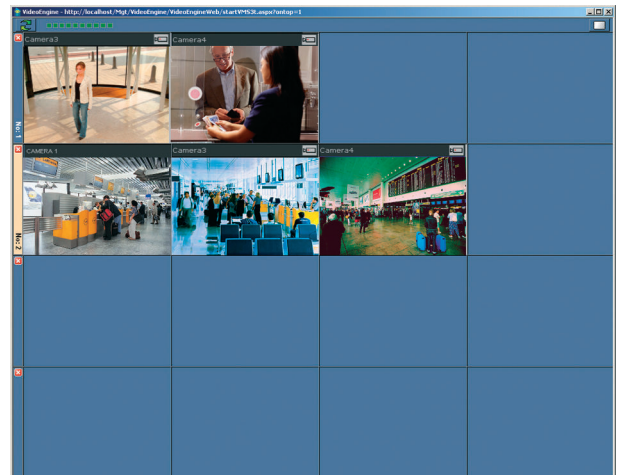 VideoEngine - http://localhost/Mgt/VideoEngine/VideoEngineWeb/startVMS3t.aspx?ontop=1
Camera3
Camera4
No:1
CAMERA 1
Camera3
Camera4
No:2